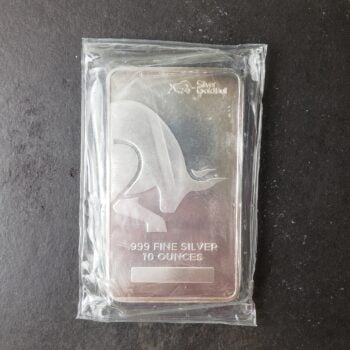 Silver
Goldbull
.999 FINE SILVER
10 OUNCES